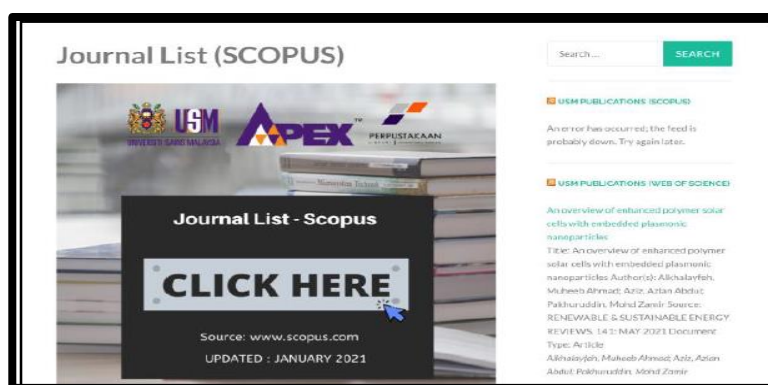 Journal List (SCOPUS)
USM
UNIVERSITI SAINS MALAYSIA
APEX™
PERPUSTAKAAN
Journal List - Scopus
CLICK HERE
Source: www.scopus.com
UPDATED : JANUARY 2021
Search ...
SEARCH
USM PUBLICATIONS (SCOPUS)
An error has occurred; the feed is
probably down. Try again later.
USM PUBLICATIONS (WEB OF SCIENCE)
An overview of enhanced polymer solar
cells with embedded plasmonic
nanoparticles
Title: An overview of enhanced polymer
solar cells with embedded plasmonic
nanoparticles Author(s): Alkhalayfeh,
Muheeb Ahmad; Aziz, Azlan Abdul;
Pakhuruddin, Mohd Zamir Source:
RENEWABLE & SUSTAINABLE ENERGY
REVIEWS, 141: MAY 2021 Document
Type: Article
Alkhalayfeh, Muheeb Ahmad; Aziz, Azlan
Abdul; Pakhuruddin, Mohd Zamir